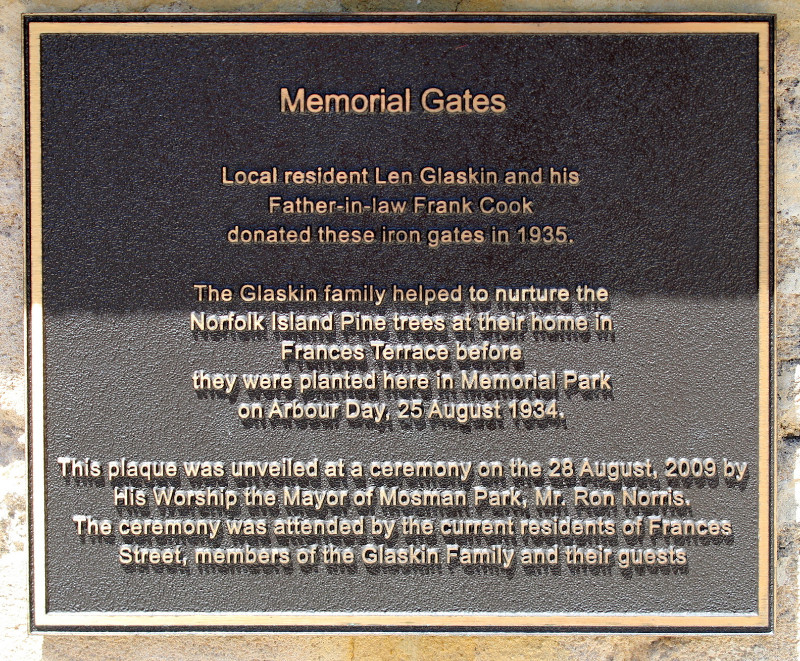 Memorial Gates
Local resident Len Glaskin and his
Father-in-law Frank Cook
donated these iron gates in 1935.
The Glaskin family helped to nurture the
Norfolk Island Pine trees at their home in
Frances Terrace before
they were planted here in Memorial Park
on Arbour Day, 25 August 1934.
This plaque was unveiled at a ceremony on the 28 August, 2009 by
His Worship the Mayor of Mosman Park, Mr. Ron Norris.
The ceremony was attended by the current residents of Frances
Street, members of the Glaskin Family and their guests